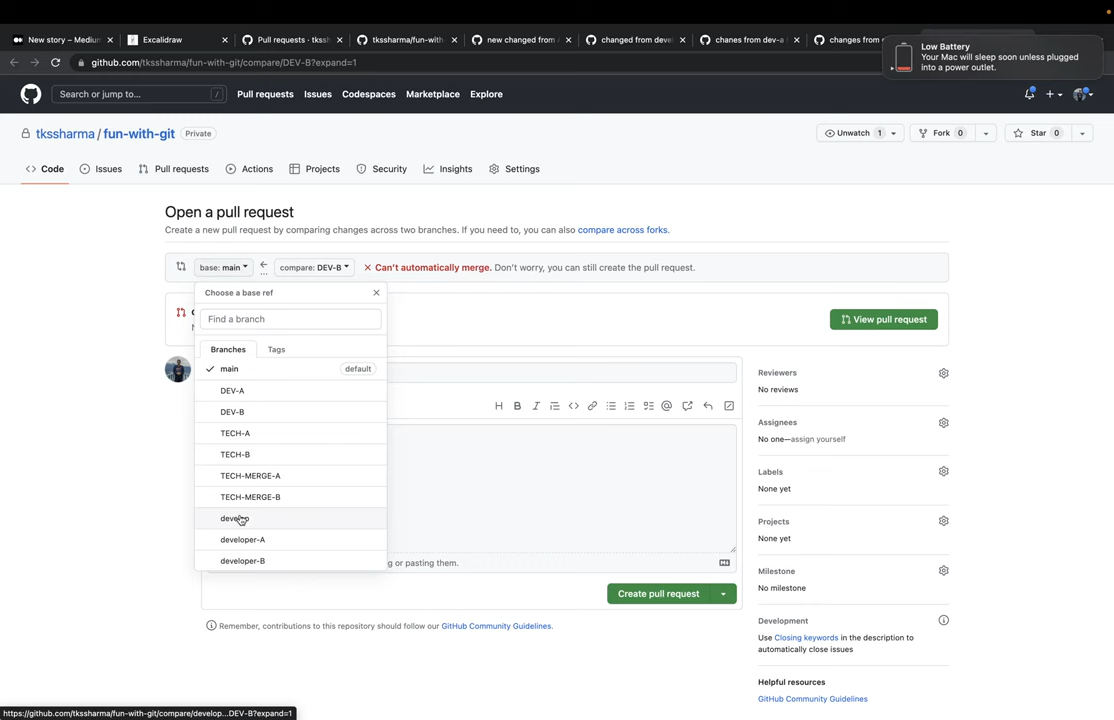 New story – Medium
Excalidraw
Pull requests · tkssh
tkssharma/fun-with-
new changed from
changed from deve
chanes from dev-a
changes from
Low Battery
Your Mac will sleep soon unless plugged
into a power outlet.
github.com/tkssharma/fun-with-git/compare/DEV-B?expand=1
Search or jump to...
/
Pull requests
Issues
Codespaces
Marketplace
Explore
tkssharma / fun-with-git
Private
Unwatch 1
Fork 0
Star 0
Code
Issues
Pull requests
Actions
Projects
Security
Insights
Settings
Open a pull request
Create a new pull request by comparing changes across two branches. If you need to, you can also compare across forks.
base: main
compare: DEV-B
Can't automatically merge. Don't worry, you can still create the pull request.
Choose a base ref
Find a branch
Branches
Tags
main
default
DEV-A
DEV-B
TECH-A
TECH-B
TECH-MERGE-A
TECH-MERGE-B
develop
developer-A
developer-B
View pull request
g or pasting them.
Create pull request
Remember, contributions to this repository should follow our GitHub Community Guidelines.
Reviewers
No reviews
Assignees
No one—assign yourself
Labels
None yet
Projects
None yet
Milestone
No milestone
Development
Use Closing keywords in the description to
automatically close issues
Helpful resources
GitHub Community Guidelines
https://github.com/tkssharma/fun-with-git/compare/develop...DEV-B?expand=1